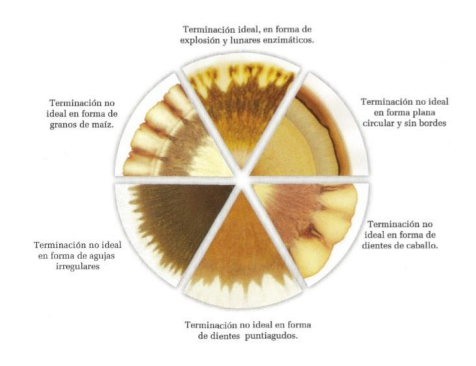 Terminación ideal, en forma de
explosión y lunares enzimáticos.
Terminación no
ideal en forma de
granos de maíz.
Terminación no ideal
en forma plana
circular y sin bordes
Terminación no ideal
en forma de agujas
irregulares
Terminación no
ideal en forma de
dientes de caballo.
Terminación no ideal en forma
de dientes puntiagudos.